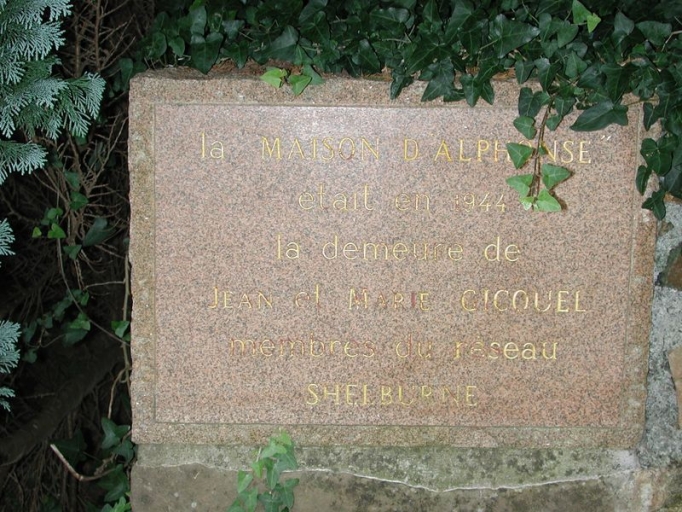 la "MAISON D'ALPHONSE"
était en 1944
la demeure de
JEAN et MARIE GICQUEL
membres du réseau
SHELBURNE